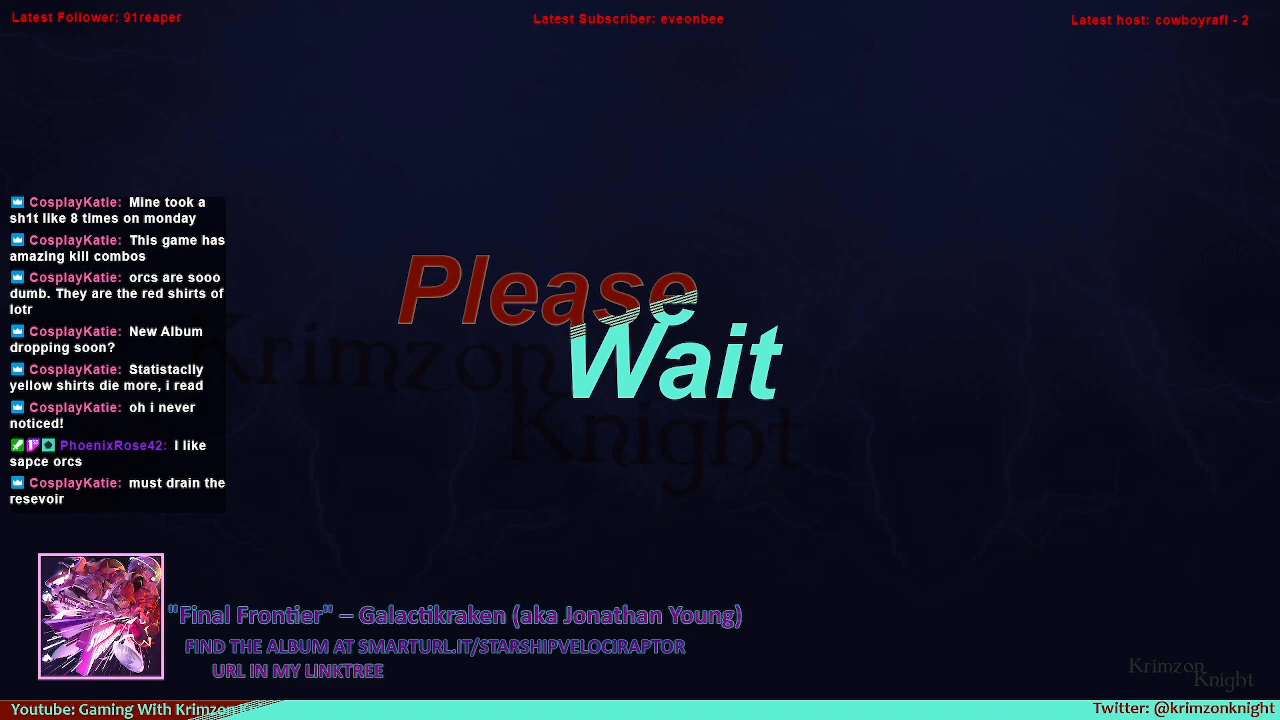 Latest Follower: 91reaper
Latest Subscriber: eveonbee
Latest host: cowboyrafl - 2
CosplayKatie: Mine took a
sh1t like 8 times on monday
CosplayKatie: This game has
amazing kill combos
CosplayKatie: orcs are sooo
dumb. They are the red shirts of
lotr
CosplayKatie: New Album
dropping soon?
CosplayKatie: Statistaclly
yellow shirts die more, i read
CosplayKatie: oh i never
noticed!
PhoenixRose42: I like
sapce orcs
CosplayKatie: must drain the
resevoir
Please
Wait
Krimzon
Knight
"Final Frontier" – Galactikraken (aka Jonathan Young)
FIND THE ALBUM AT SMARTURL.IT/STARSHIPVELOCIRAPTOR
URL IN MY LINKTREE
Krimzon
Knight
Youtube: Gaming With Krimzon
Twitter: @krimzonknight